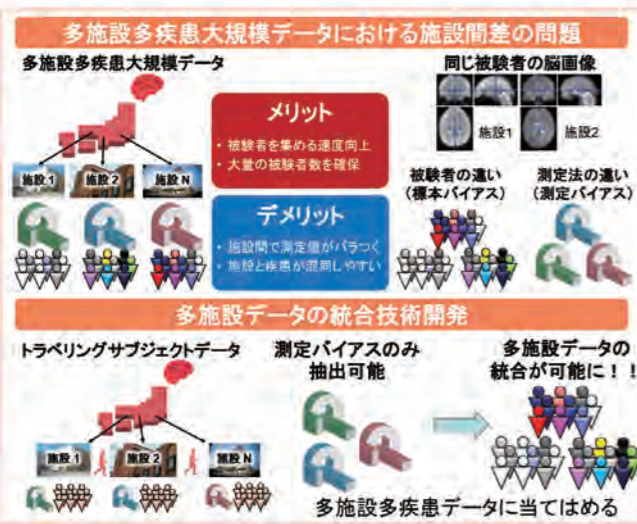 多施設多疾患大規模データにおける施設間差の問題
多施設多疾患大規模データ
施設1
施設2
施設N
メリット
・被験者を集める速度向上
・大量の被験者数を確保
デメリット
・施設間で測定値がバラつく
・施設と疾患が混同しやすい
同じ被験者の脳画像
施設1
施設2
被験者の違い
(標本バイアス)
測定法の違い
(測定バイアス)
多施設データの統合技術開発
トラベリングサブジェクトデータ
施設1
施設2
施設N
測定バイアスのみ
抽出可能
多施設データの
統合が可能に!!
多施設多疾患データに当てはめる